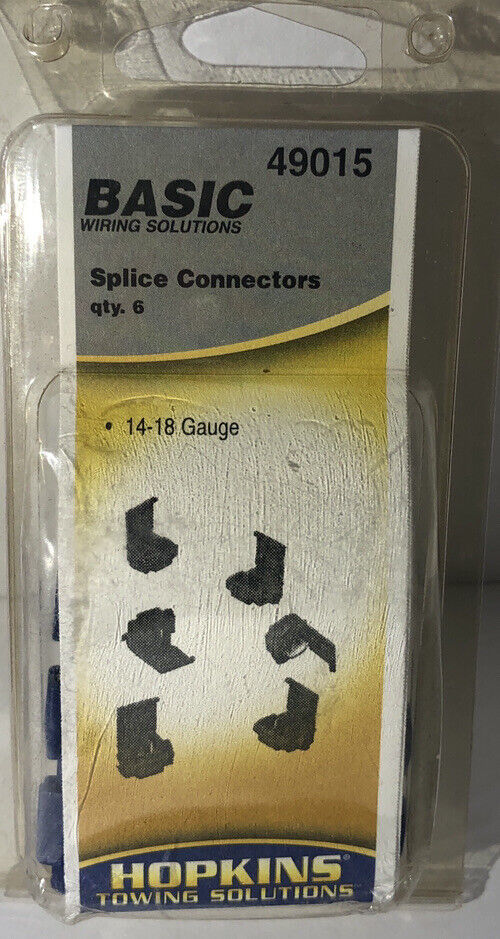 49015
BASIC
WIRING SOLUTIONS
Splice Connectors
qty. 6
• 14-18 Gauge
HOPKINS®
TOWING SOLUTIONS